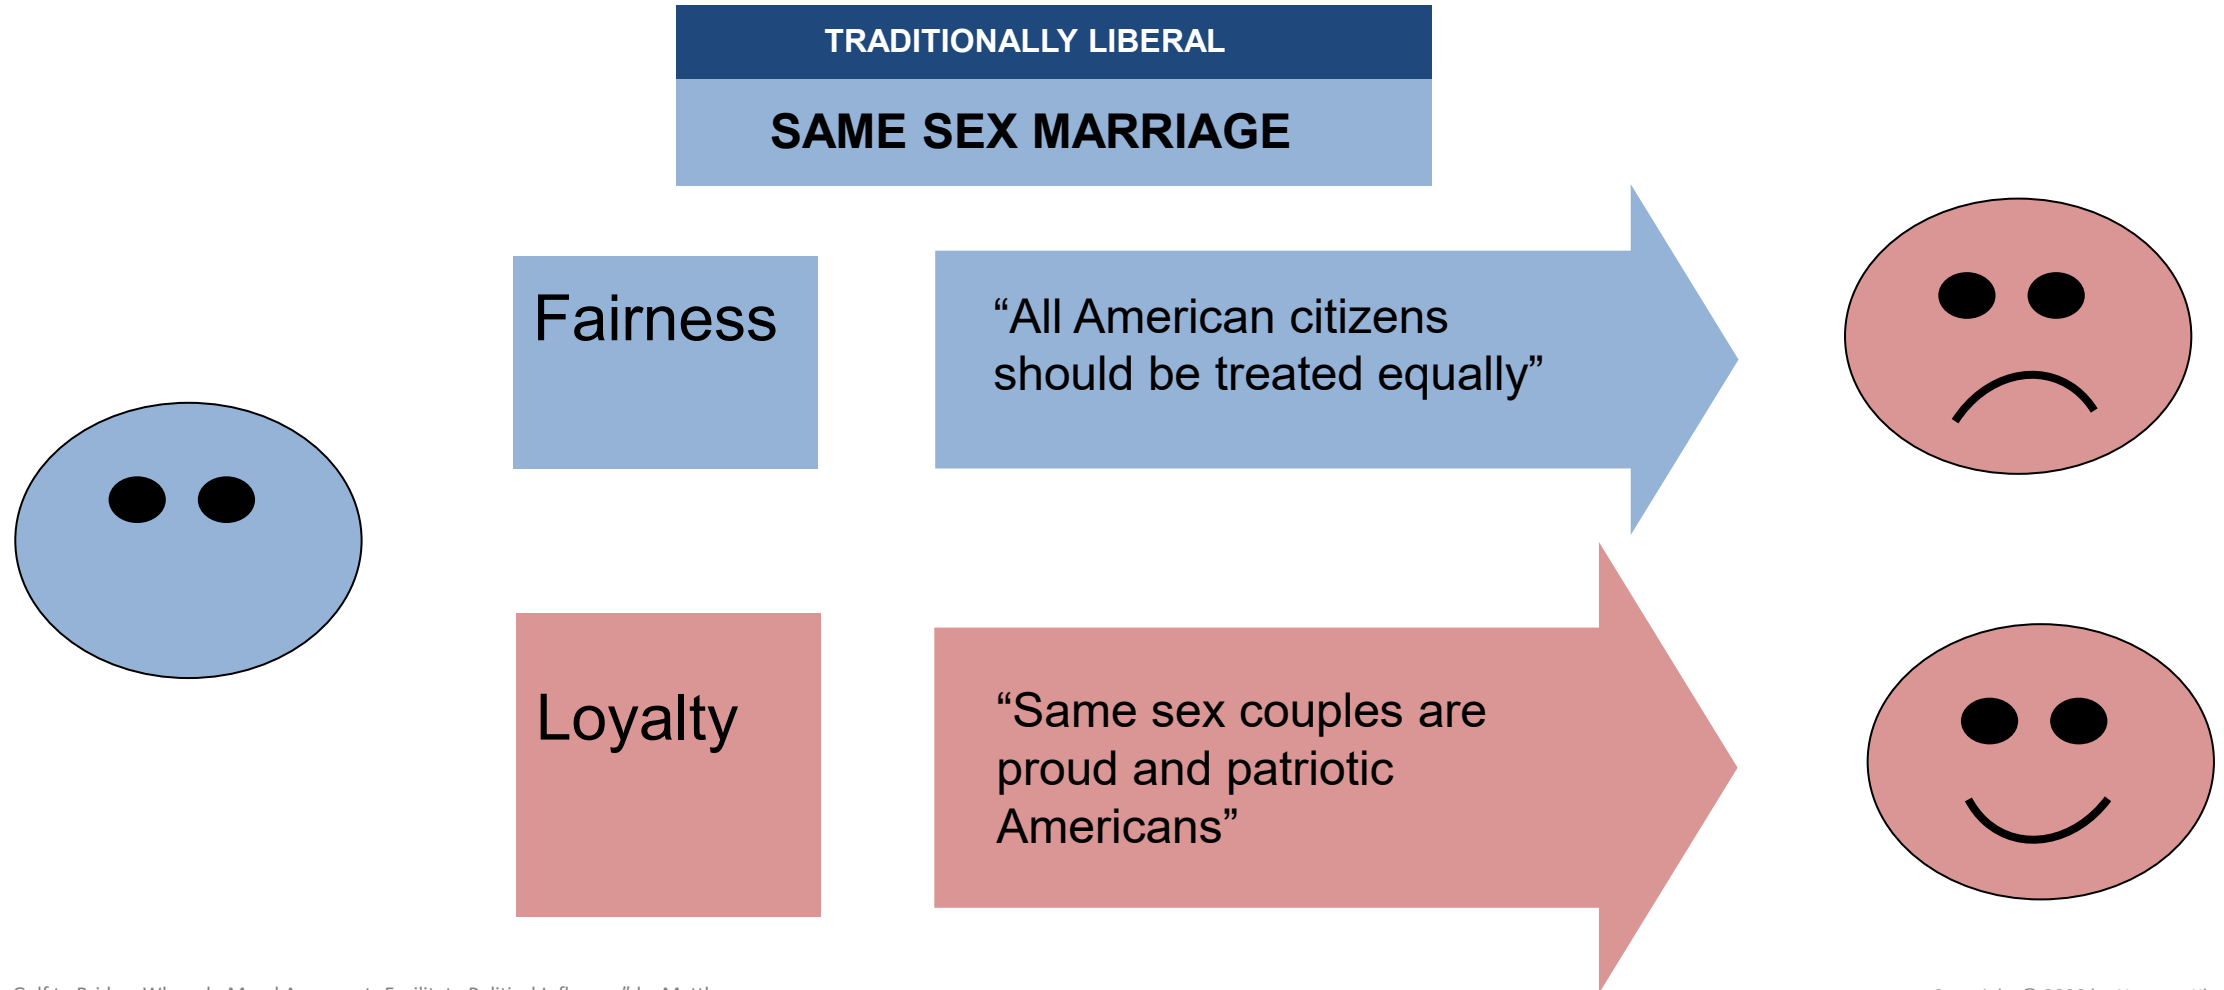 TRADITIONALLY LIBERAL
SAME SEX MARRIAGE
Fairness
“All American citizens
should be treated equally”
Loyalty
“Same sex couples are
proud and patriotic
Americans”